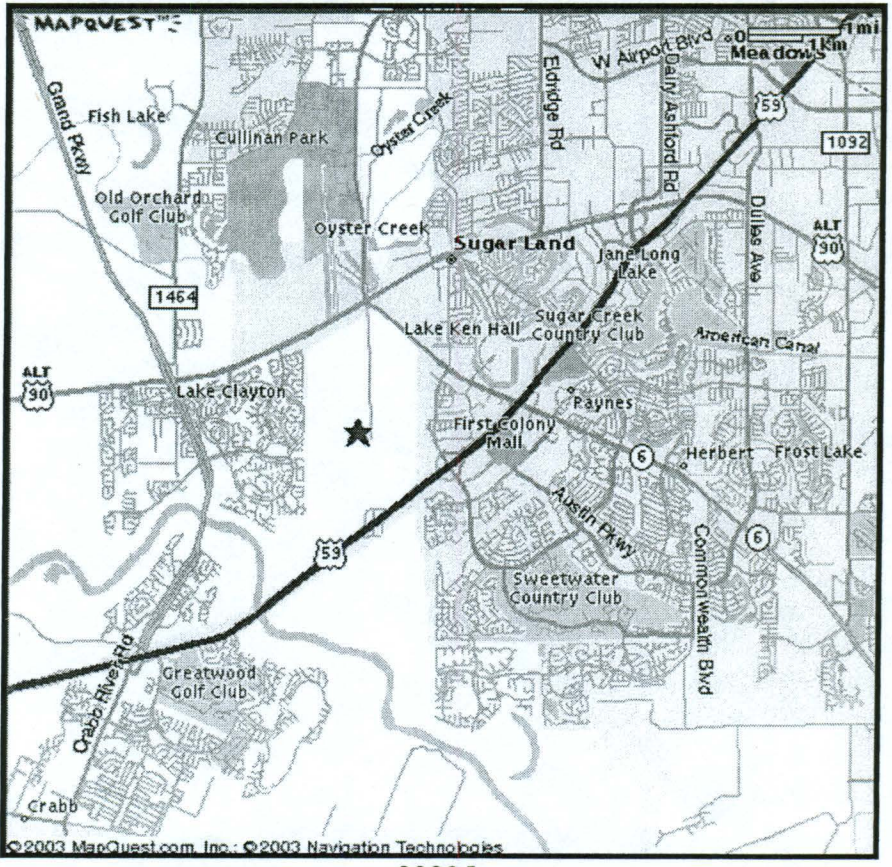 MAPQUEST
0 1mi
1km
W Airport Blvd
Meadows
Grand Pkwy
Eldridge Rd
Dairy Ashford Rd
59
Fish Lake
Oyster Creek
Cullinan Park
1092
Old Orchard
Golf Club
Dulles Ave
Oyster Creek
Sugar Land
ALT
90
Jane Long
Lake
1464
Lake Ken Hall
Sugar Creek
Country Club
American Canal
ALT
90
Lake Clayton
Paynes
First Colony
Mall
6
Herbert
Frost Lake
Austin Pkwy
59
6
Commonwealth Blvd
Sweetwater
Country Club
Greatwood
Golf Club
Crabb River Rd
Crabb
©2003 MapQuest.com, Inc.; ©2003 Navigation Technologies